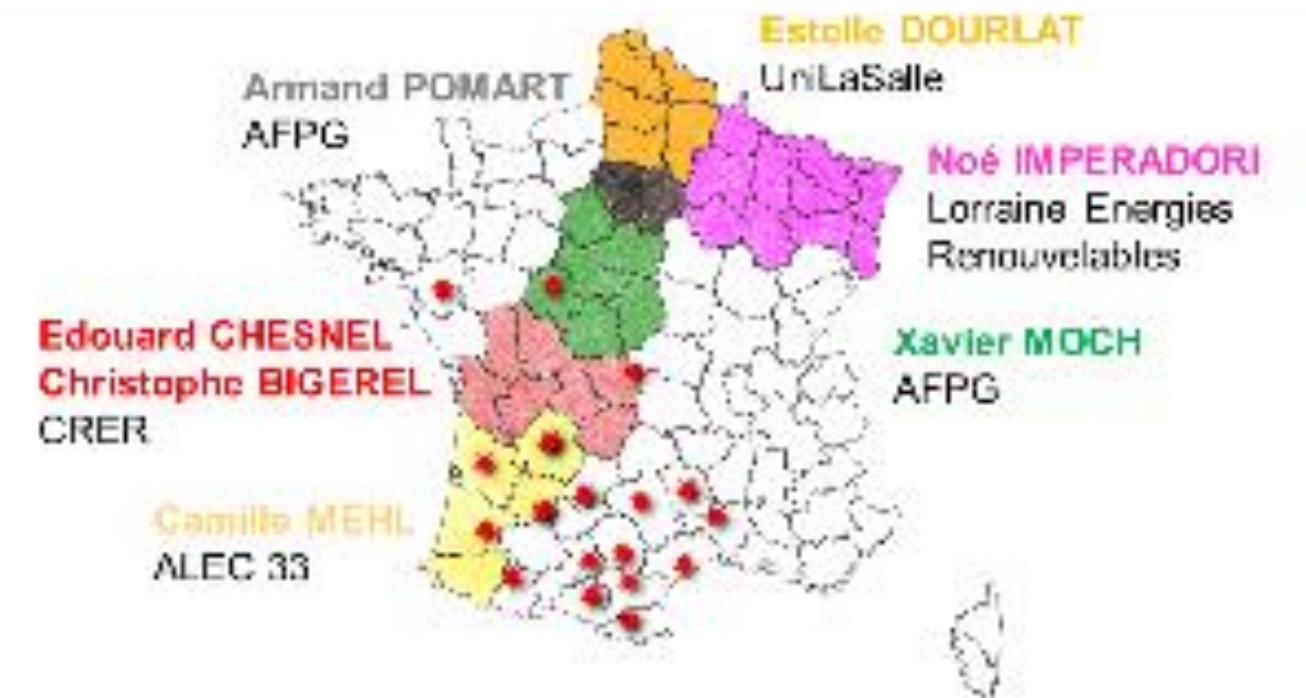 Estelle DOURLAT
UniLaSalle
Armand POMART
AFPG
Noé IMPERADORI
Lorraine Energies
Renouvelables
Edouard CHESNEL
Christophe BIGEREL
CRER
Xavier MOCH
AFPG
Camille MEHL
ALEC 33